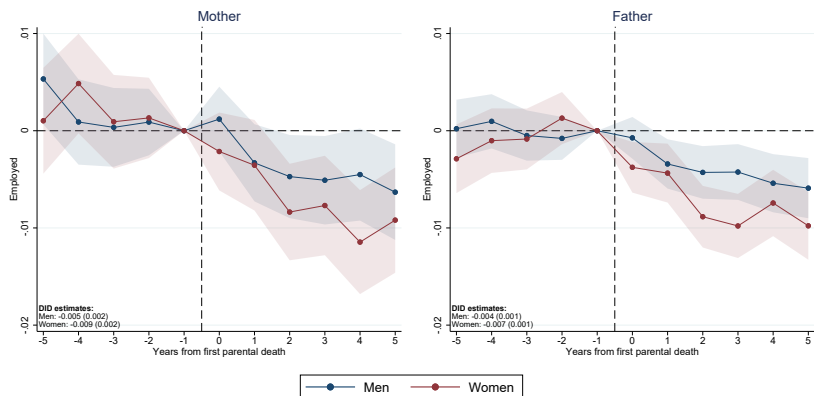 Mother
Employed
.01
0
-.01
-.02
DID estimates:
Men: -0.005 (0.002)
Women: -0.009 (0.002)
-5 -4 -3 -2 -1 0 1 2 3 4 5
Years from first parental death
Father
Employed
.01
0
-.01
-.02
DID estimates:
Men: -0.004 (0.001)
Women: -0.007 (0.001)
-5 -4 -3 -2 -1 0 1 2 3 4 5
Years from first parental death
Men Women